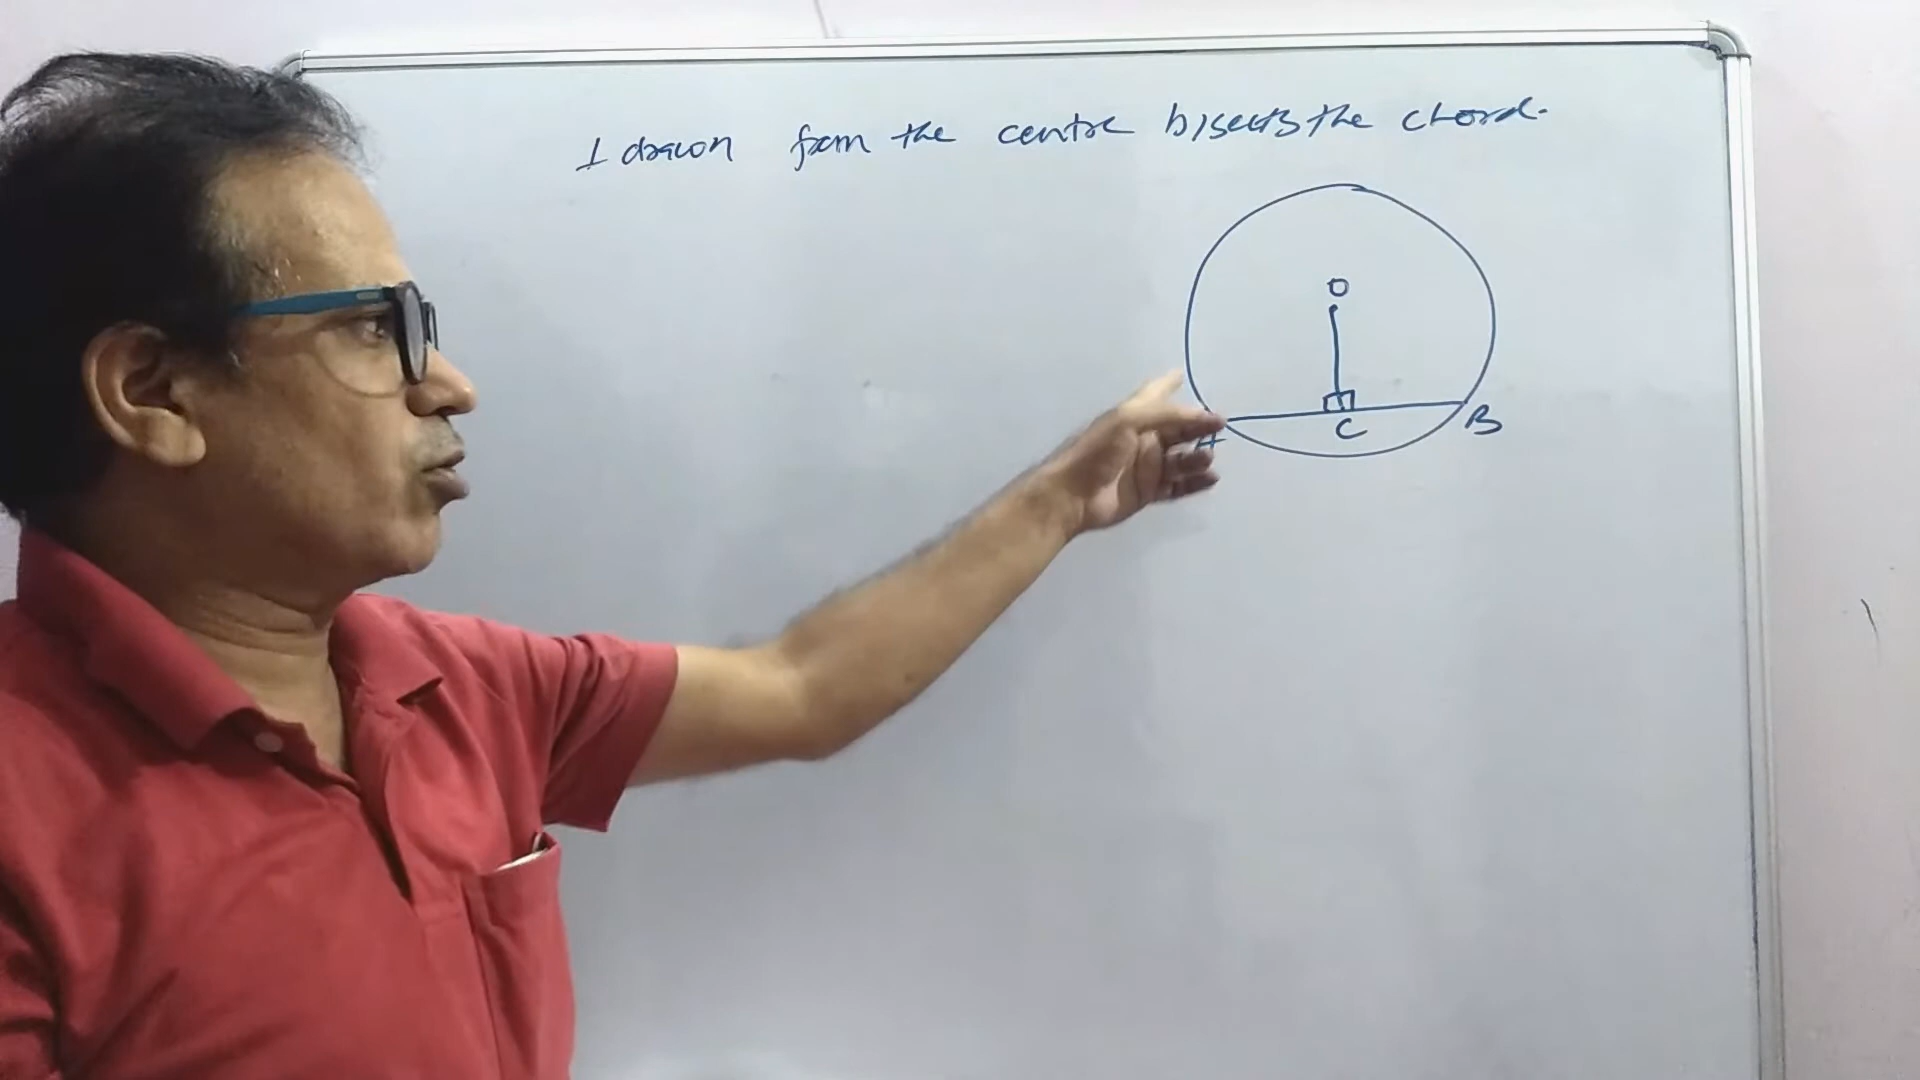 ⊥ drawn from the centre bisects the chord.
O
A C B